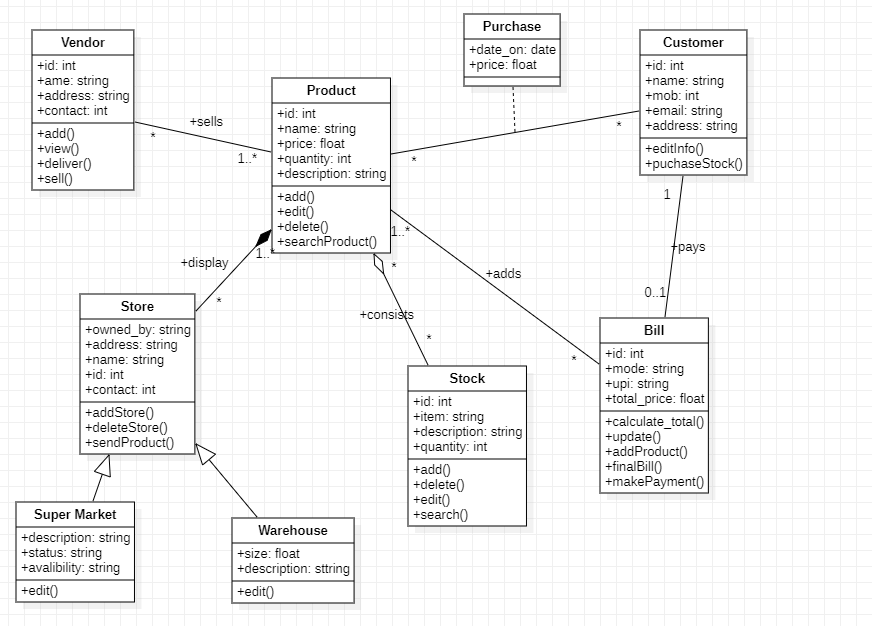 Vendor
+id: int
+ame: string
+address: string
+contact: int
+add()
+view()
+deliver()
+sell()
+sells
*
1..*
Product
+id: int
+name: string
+price: float
+quantity: int
+description: string
+add()
+edit()
+delete()
+searchProduct()
Purchase
+date_on: date
+price: float
*
*
Customer
+id: int
+name: string
+mob: int
+email: string
+address: string
+editInfo()
+puchaseStock()
1
+pays
0..1
1..*
+adds
*
+display
1..*
*
*
+consists
*
Store
+owned_by: string
+address: string
+name: string
+id: int
+contact: int
+addStore()
+deleteStore()
+sendProduct()
Stock
+id: int
+item: string
+description: string
+quantity: int
+add()
+delete()
+edit()
+search()
Bill
+id: int
+mode: string
+upi: string
+total_price: float
+calculate_total()
+update()
+addProduct()
+finalBill()
+makePayment()
Super Market
+description: string
+status: string
+avalibility: string
+edit()
Warehouse
+size: float
+description: sttring
+edit()